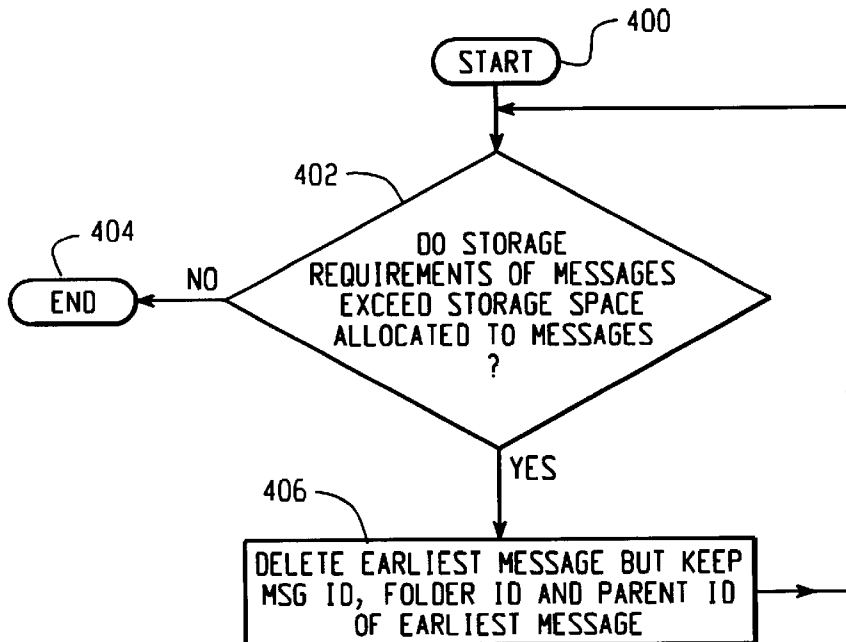 400
START
402
DO STORAGE
REQUIREMENTS OF MESSAGES
EXCEED STORAGE SPACE
ALLOCATED TO MESSAGES
?
404
NO
END
YES
406
DELETE EARLIEST MESSAGE BUT KEEP
MSG ID, FOLDER ID AND PARENT ID
OF EARLIEST MESSAGE